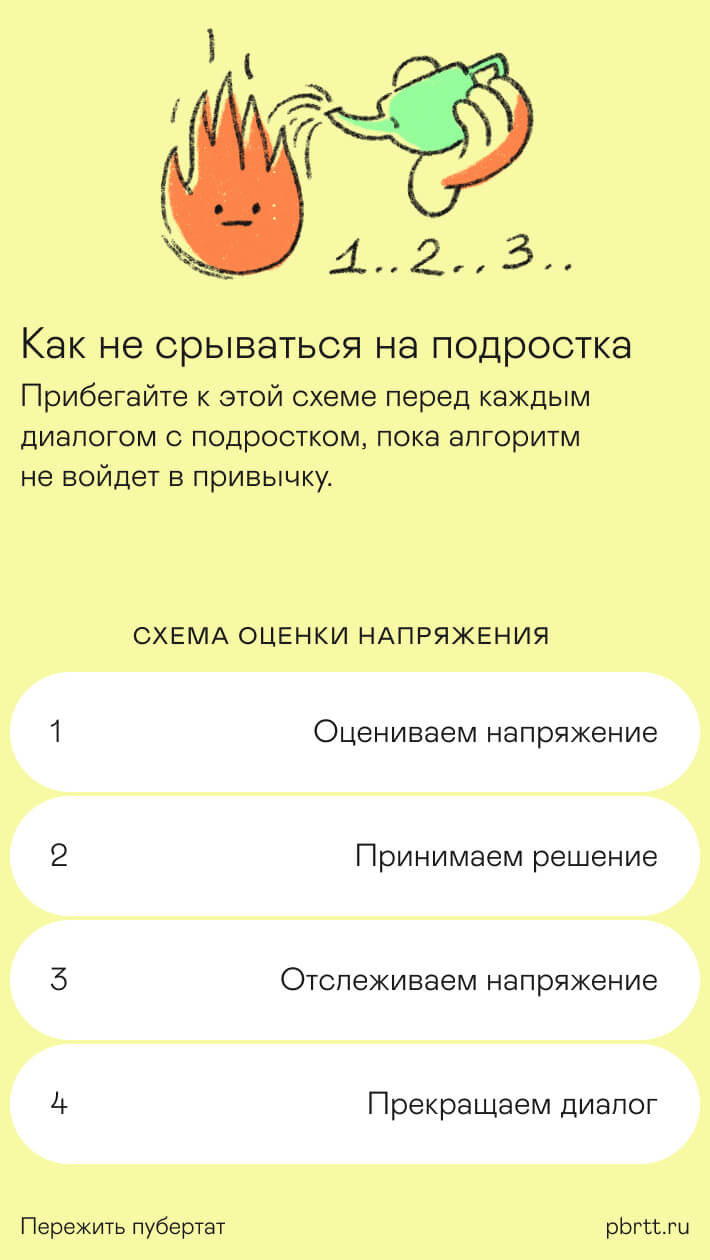 1..2...3..
Как не срываться на подростка
Прибегайте к этой схеме перед каждым
диалогом с подростком, пока алгоритм
не войдет в привычку.
СХЕМА ОЦЕНКИ НАПРЯЖЕНИЯ
1 Оцениваем напряжение
2 Принимаем решение
3 Отслеживаем напряжение
4 Прекращаем диалог
Пережить пубертат pbrtt.ru